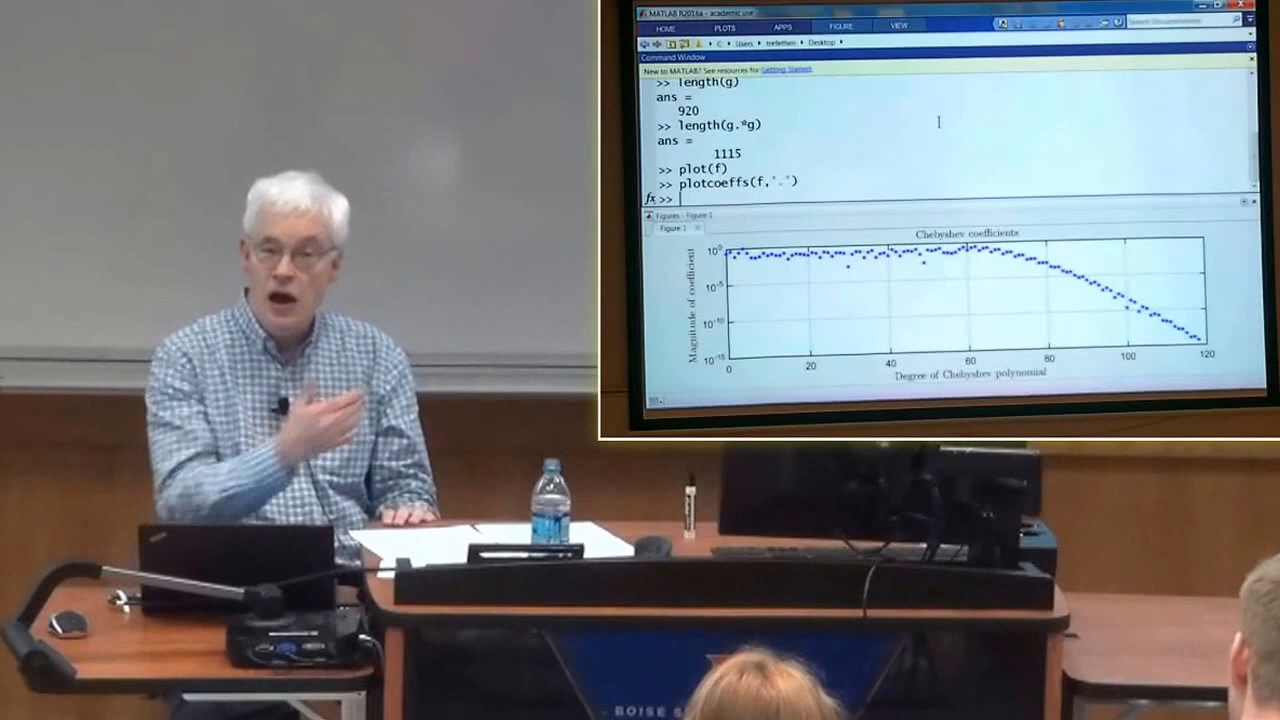 MATLAB R2016a - academic use
HOME PLOTS APPS FIGURE VIEW
Search Documentation
C: Users trefethen Desktop
Command Window
New to MATLAB? See resources for Getting Started.
>> length(g)
ans =
920
>> length(g.*g)
ans =
1115
>> plot(f)
>> plotcoeffs(f,'.')
fx >>
Figures - Figure 1
Figure 1
Chebyshev coefficients
Magnitude of coefficient
10^0
10^-5
10^-10
10^-15
0 20 40 60 80 100 120
Degree of Chebyshev polynomial
BOISE S